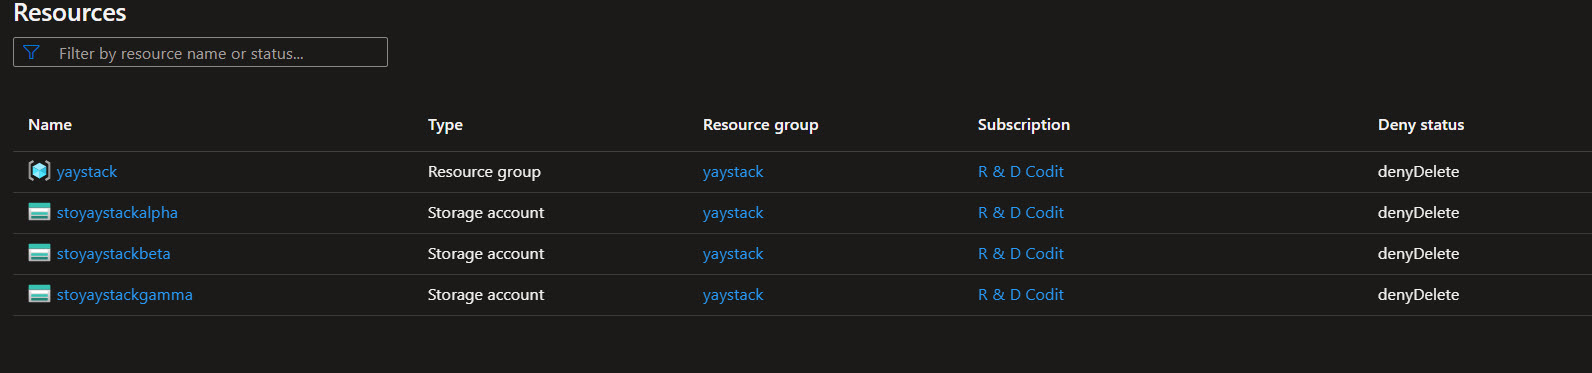 Resources
Filter by resource name or status...
Name Type Resource group Subscription Deny status
yaystack Resource group yaystack R & D Codit denyDelete
stoyaystackalpha Storage account yaystack R & D Codit denyDelete
stoyaystackbeta Storage account yaystack R & D Codit denyDelete
stoyaystackgamma Storage account yaystack R & D Codit denyDelete